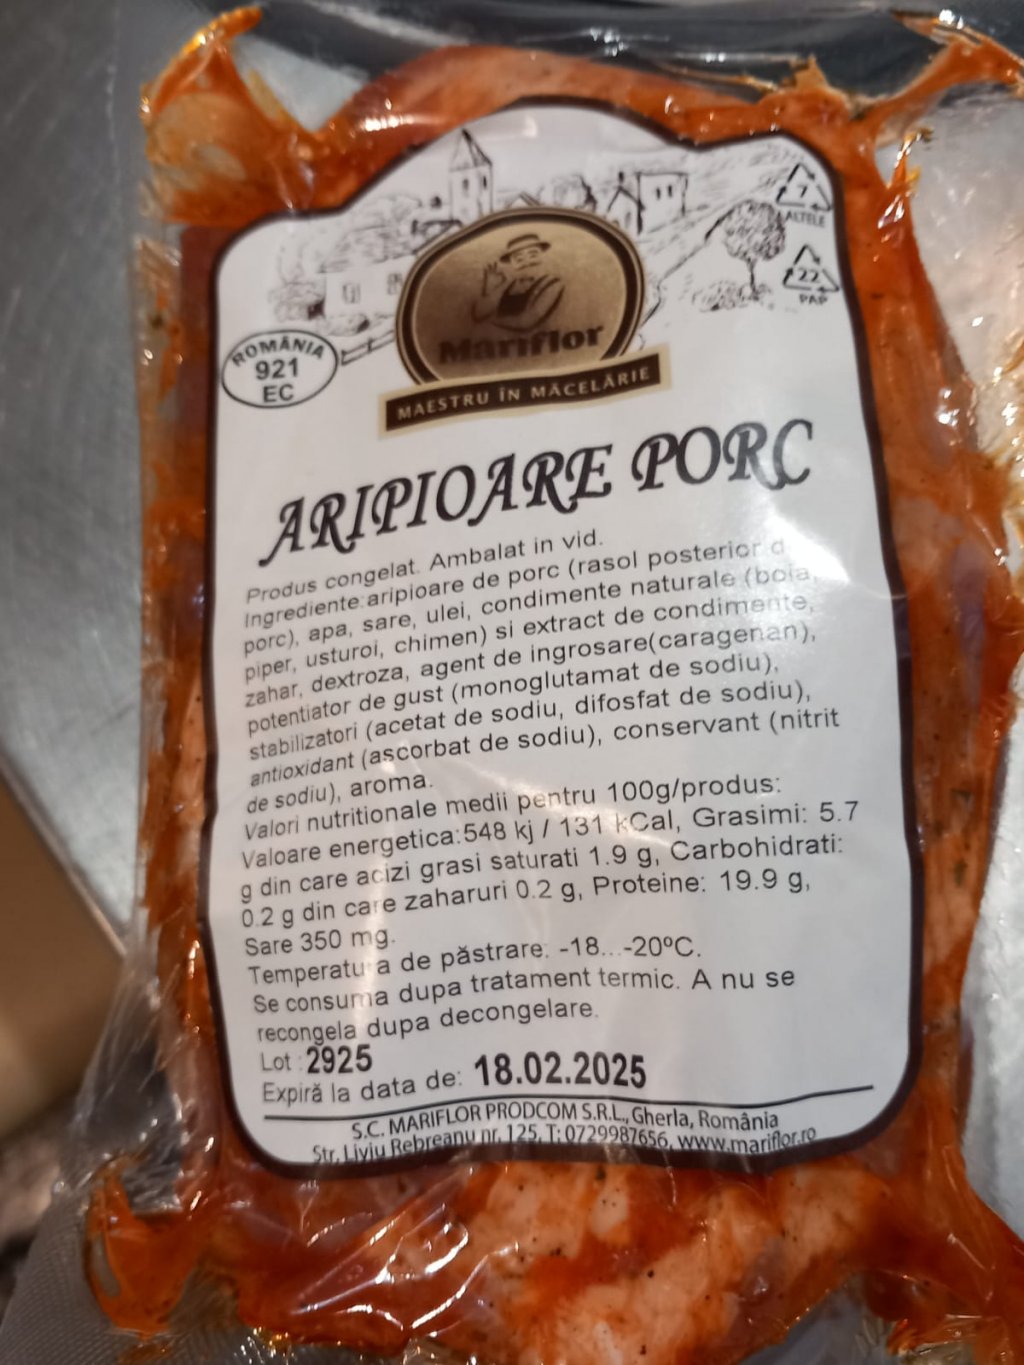 7
ALTELE
22
PAP
ROMÂNIA
921
EC
Mariflor
MAESTRU ÎN MĂCELĂRIE
ARIPIOARE PORC
Produs congelat. Ambalat in vid.
Ingrediente:aripioare de porc (rasol posterior d
porc), apa, sare, ulei, condimente naturale (boia,
piper, usturoi, chimen) si extract de condimente,
zahar, dextroza, agent de ingrosare(caragenan),
potentiator de gust (monoglutamat de sodiu),
stabilizatori (acetat de sodiu, difosfat de sodiu),
antioxidant (ascorbat de sodiu), conservant (nitrit
de sodiu), aroma.
Valori nutritionale medii pentru 100g/produs:
Valoare energetica:548 kj / 131 kCal, Grasimi: 5.7
g din care acizi grasi saturati 1.9 g, Carbohidrati:
0.2 g din care zaharuri 0.2 g, Proteine: 19.9 g,
Sare 350 mg.
Temperatura de păstrare: -18...-20ºC.
Se consuma dupa tratament termic. A nu se
recongela dupa decongelare.
Lot : 2925
Expiră la data de: 18.02.2025
S.C. MARIFLOR PRODCOM S.R.L., Gherla, România
Str. Liviu Rebreanu nr. 125, T: 0729987656, www.mariflor.ro